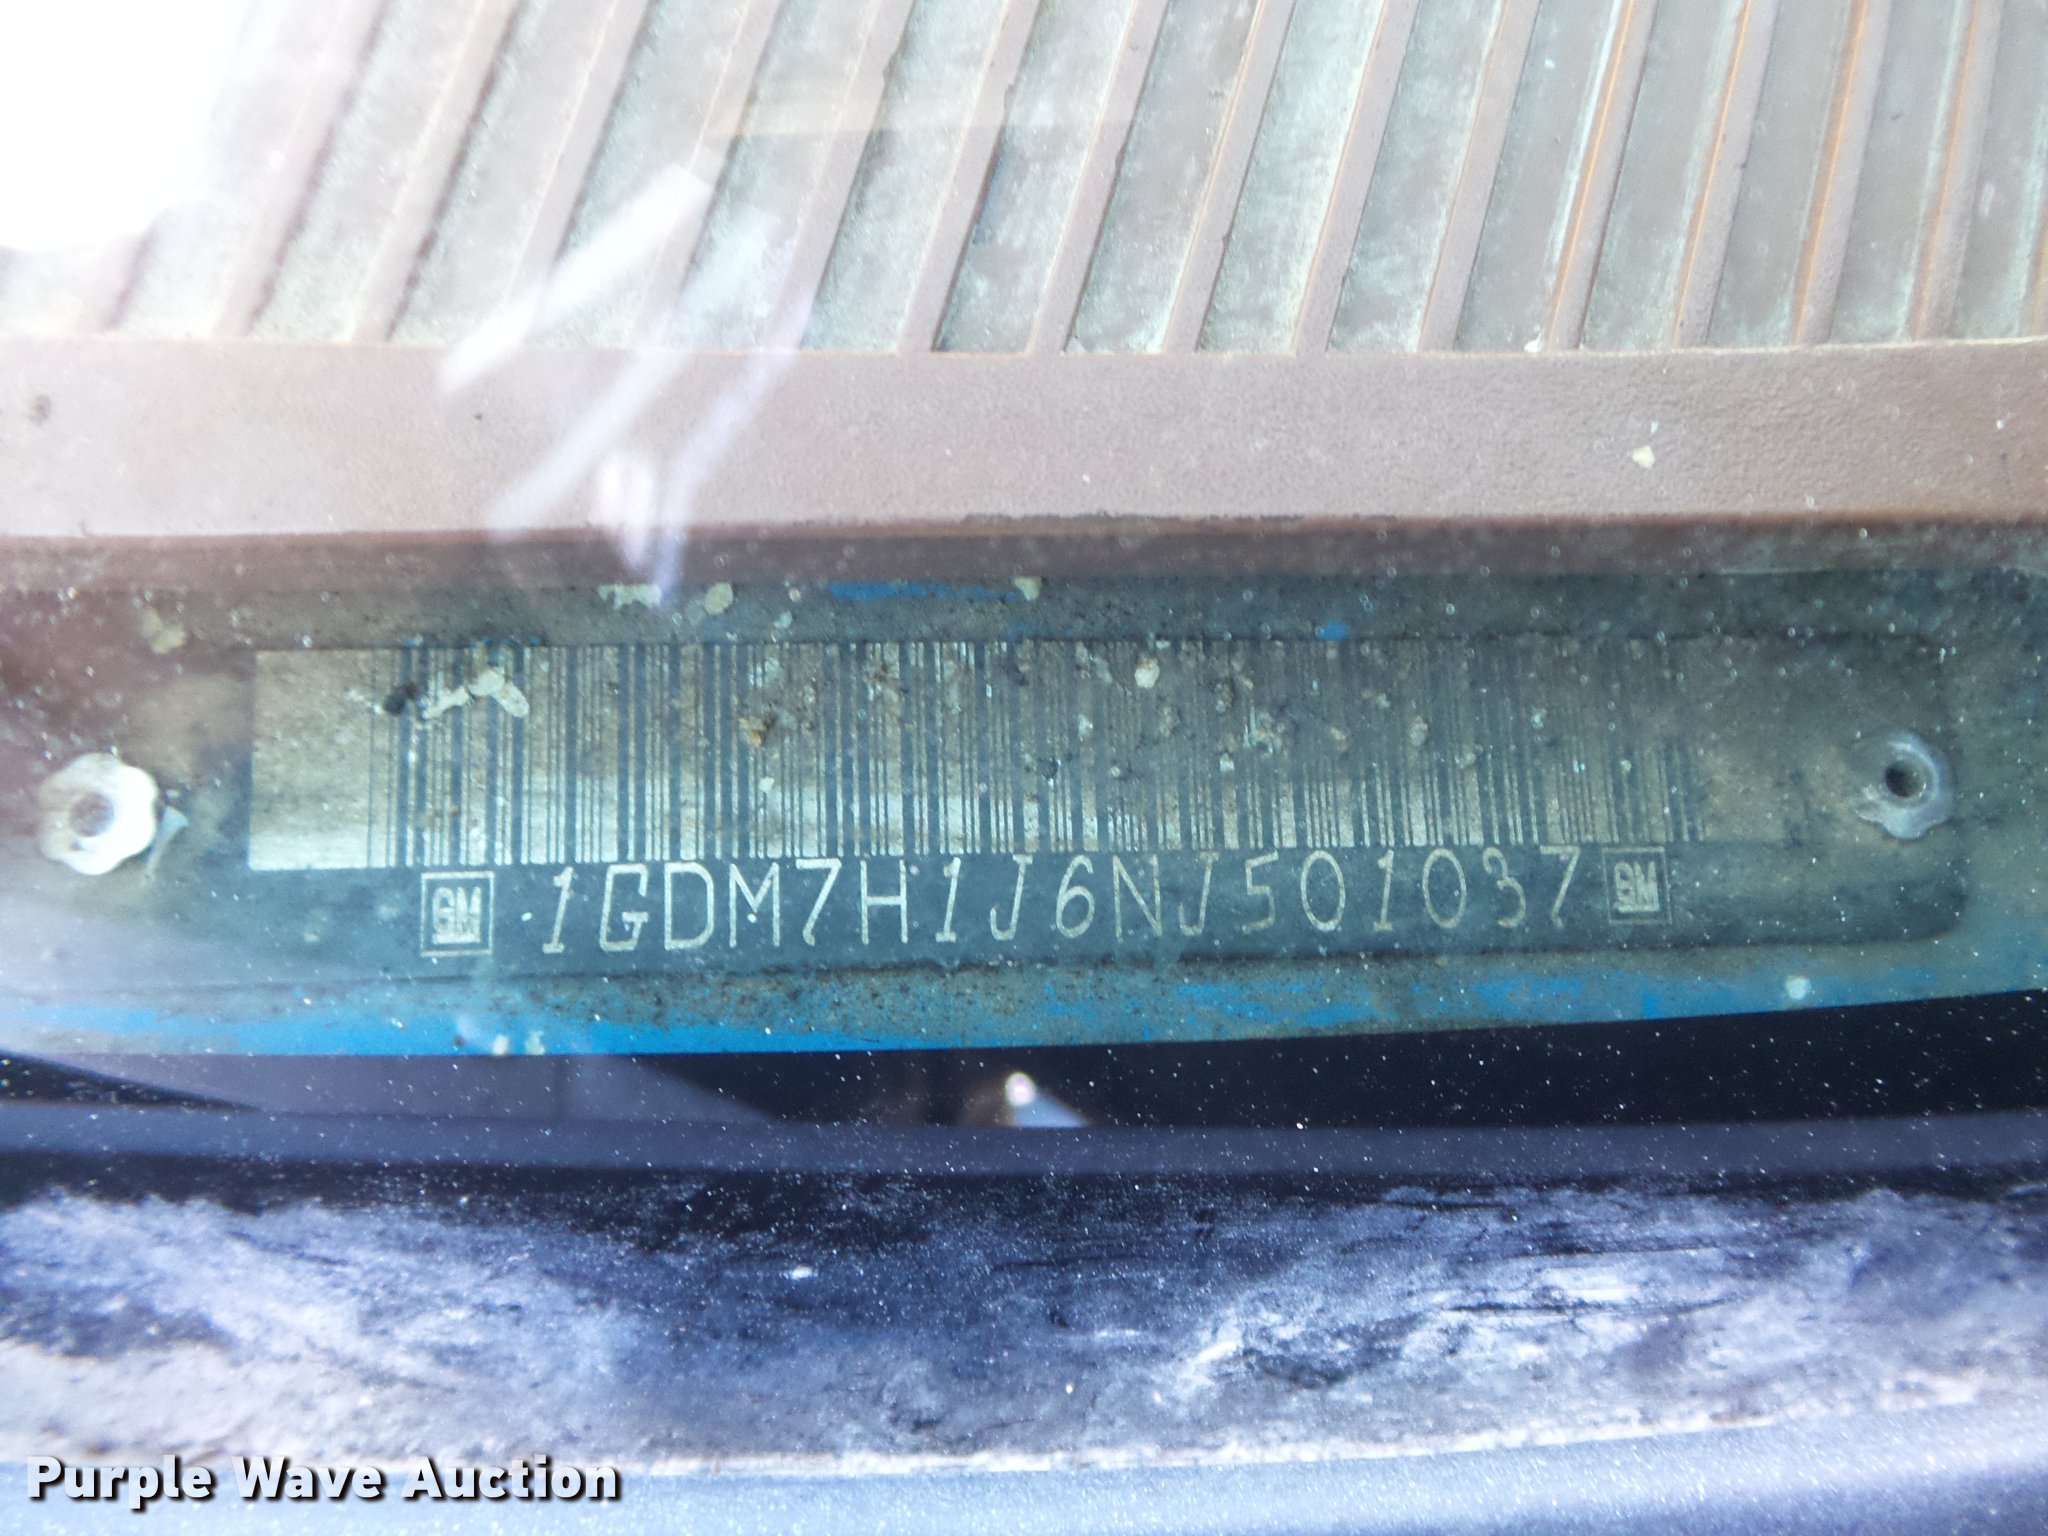 GM 1GDM7H1J6NJ501037 GM
Purple Wave Auction